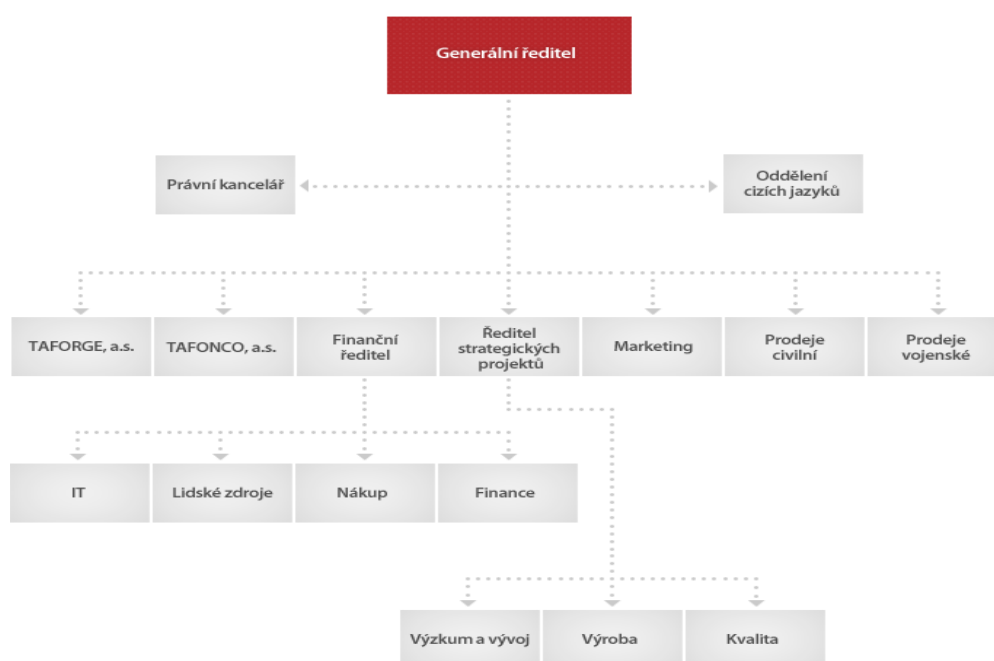 Generální ředitel
Právní kancelář
Oddělení
cizích jazyků
TAFORGE, a.s.
TAFONCO, a.s.
Finanční
ředitel
Ředitel
strategických
projektů
Marketing
Prodeje
civilní
Prodeje
vojenské
IT
Lidské zdroje
Nákup
Finance
Výzkum a vývoj
Výroba
Kvalita